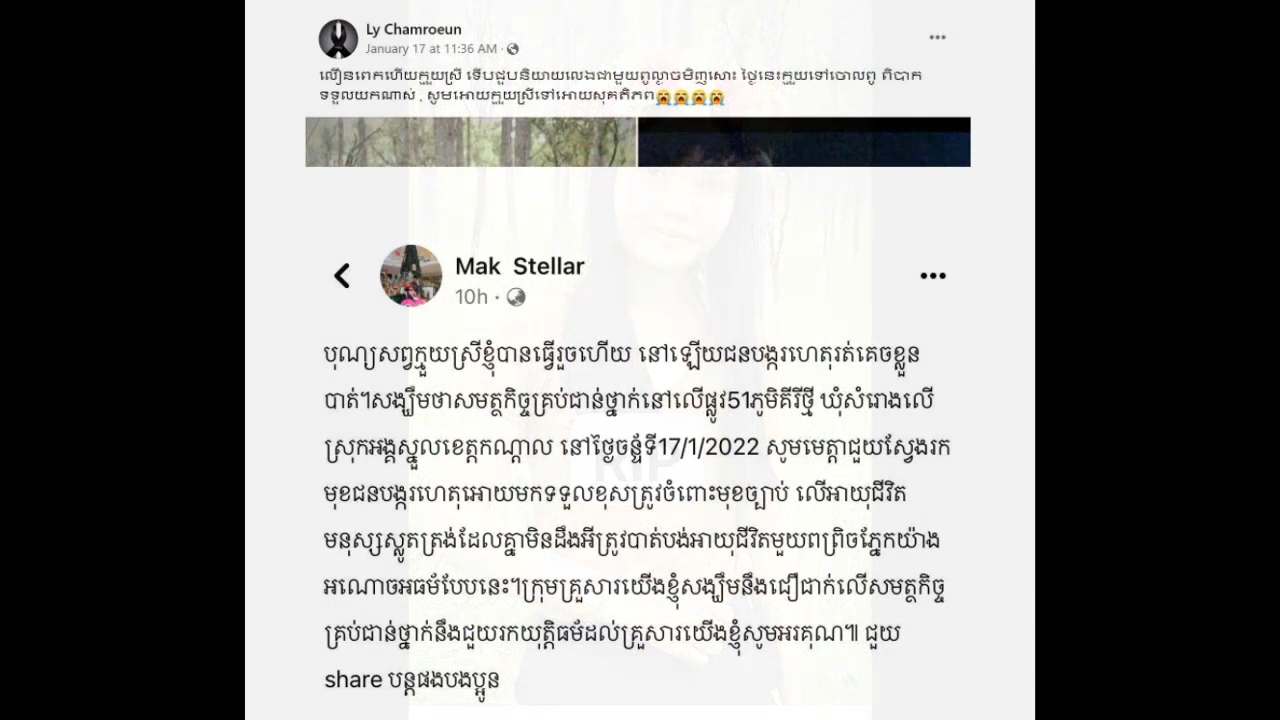 Ly Chamroeun
January 17 at 11:36 AM ·
លឿនពេកហើយក្មួយស្រី ទើបជួបនិយាយលេងជាមួយពូល្ងាចមិញសោះ ថ្ងៃនេះក្មួយទៅចោលពូ ពិបាក
ទទួលយកណាស់ , សូមអោយក្មួយស្រីទៅអោយសុគតិភព😭😭😭😭
Mak Stellar
10h ·
បុណ្យសព្វក្មួយស្រីខ្ញុំបានធ្វើរួចហើយ នៅឡើយជនបង្ករហេតុរត់គេចខ្លួន
បាត់។សង្ឃឹមថាសមត្ថកិច្ចគ្រប់ជាន់ថ្នាក់នៅលើផ្លូវ51ភូមិគីរីថ្មី ឃុំសំរោងលើ
ស្រុកអង្គស្នួលខេត្តកណ្តាល នៅថ្ងៃចន្ទ័ទី17/1/2022 សូមមេត្តាជួយស្វែងរក
មុខជនបង្ករហេតុអោយមកទទួលខុសត្រូវចំពោះមុខច្បាប់ លើអាយុជីវិត
មនុស្សស្លូតត្រង់ដែលគ្នាមិនដឹងអីត្រូវបាត់បង់អាយុជីវិតមួយពព្រិចភ្នែកយ៉ាង
អណោចអធម័បែបនេះ។ក្រុមគ្រួសារយើងខ្ញុំសង្ឃឹមនឹងជឿជាក់លើសមត្ថកិច្ច
គ្រប់ជាន់ថ្នាក់នឹងជួយរកយុត្តិធម័ដល់គ្រួសារយើងខ្ញុំសូមអរគុណ៕ ជួយ
share បន្តផងបងប្អូន
RIP